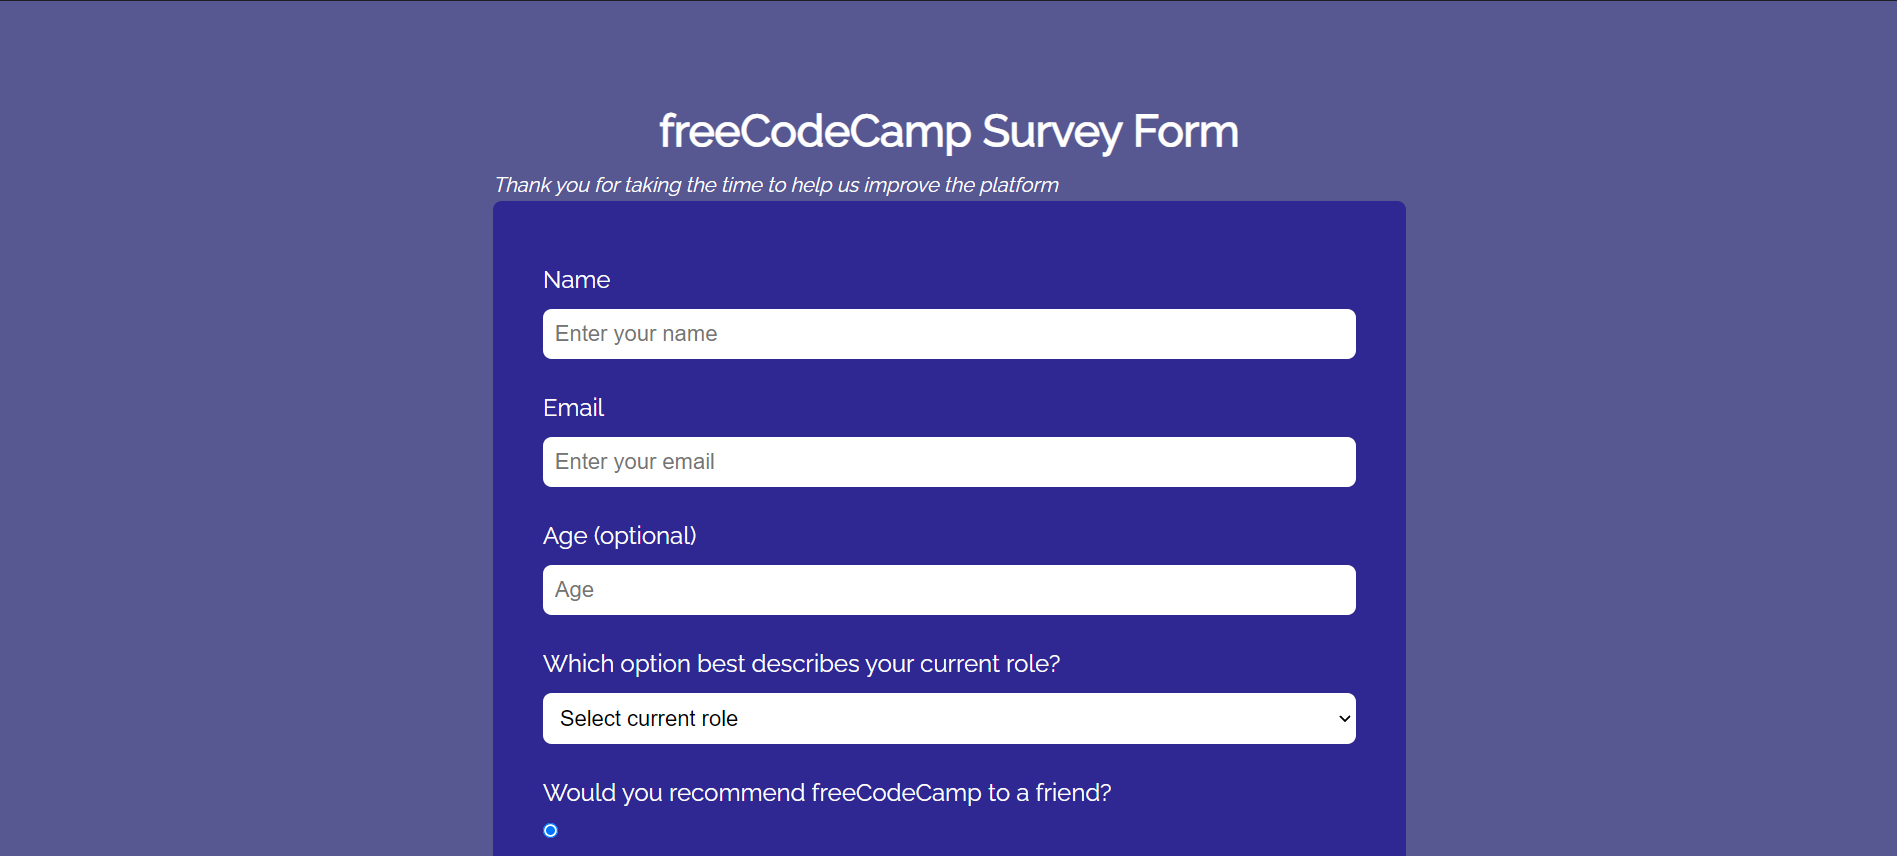 freeCodeCamp Survey Form
Thank you for taking the time to help us improve the platform
Name
Enter your name
Email
Enter your email
Age (optional)
Age
Which option best describes your current role?
Select current role
Would you recommend freeCodeCamp to a friend?